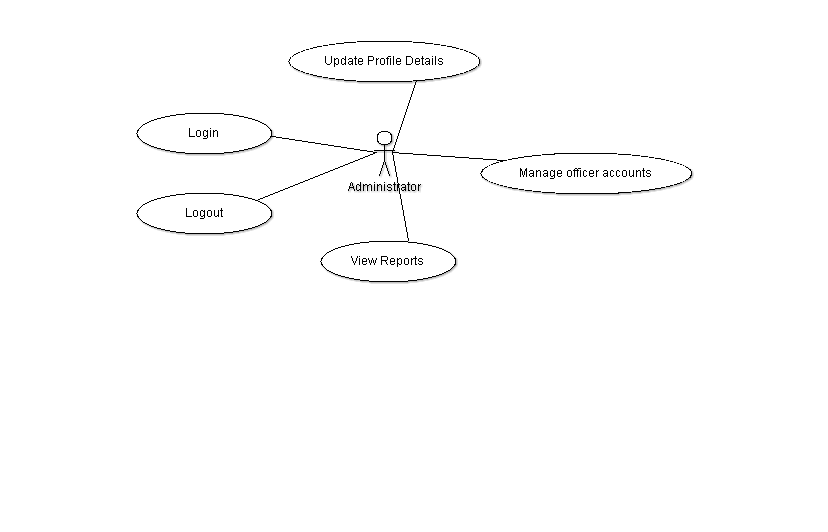 Update Profile Details
Login
Manage officer accounts
Administrator
Logout
View Reports